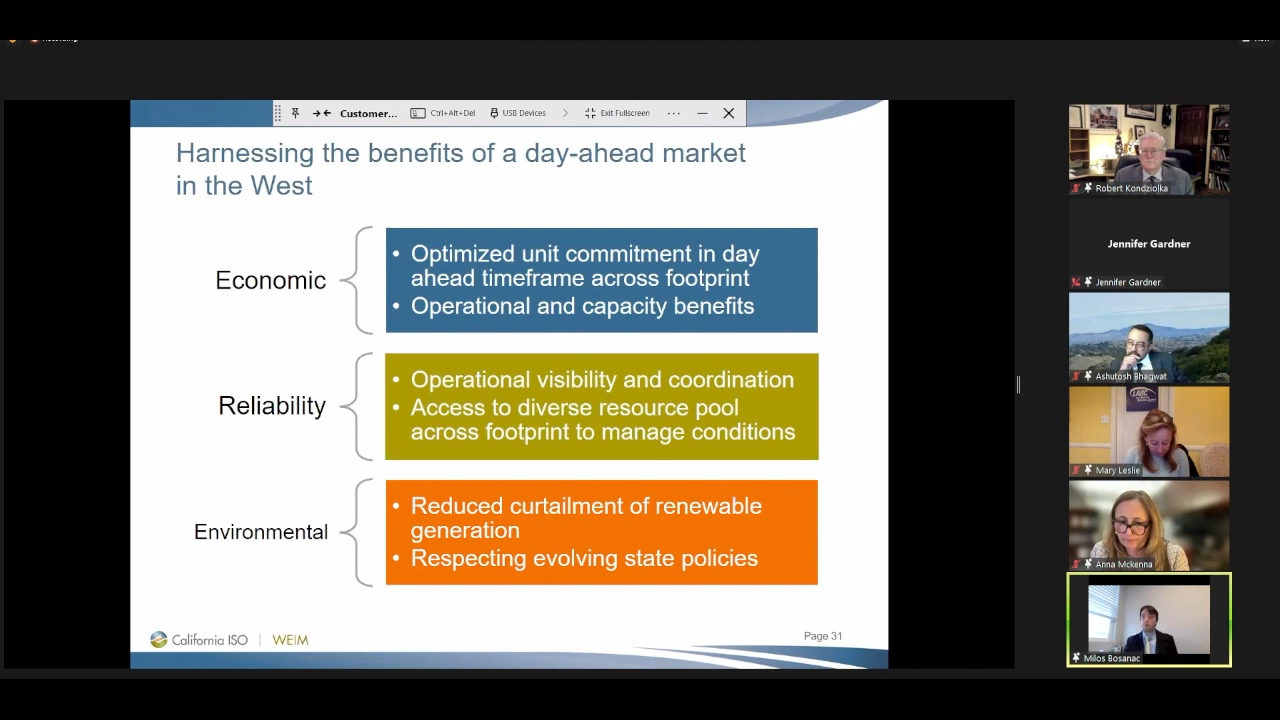 Customer...
Ctrl+Alt+Del
USB Devices
Exit Fullscreen
Harnessing the benefits of a day-ahead market
in the West
Economic
• Optimized unit commitment in day
ahead timeframe across footprint
• Operational and capacity benefits
Reliability
• Operational visibility and coordination
• Access to diverse resource pool
across footprint to manage conditions
Environmental
• Reduced curtailment of renewable
generation
• Respecting evolving state policies
California ISO
WEIM
Page 31
Robert Kondziolka
Jennifer Gardner
Jennifer Gardner
Ashutosh Bhagwat
Mary Leslie
Anna Mckenna
Milos Bosanac